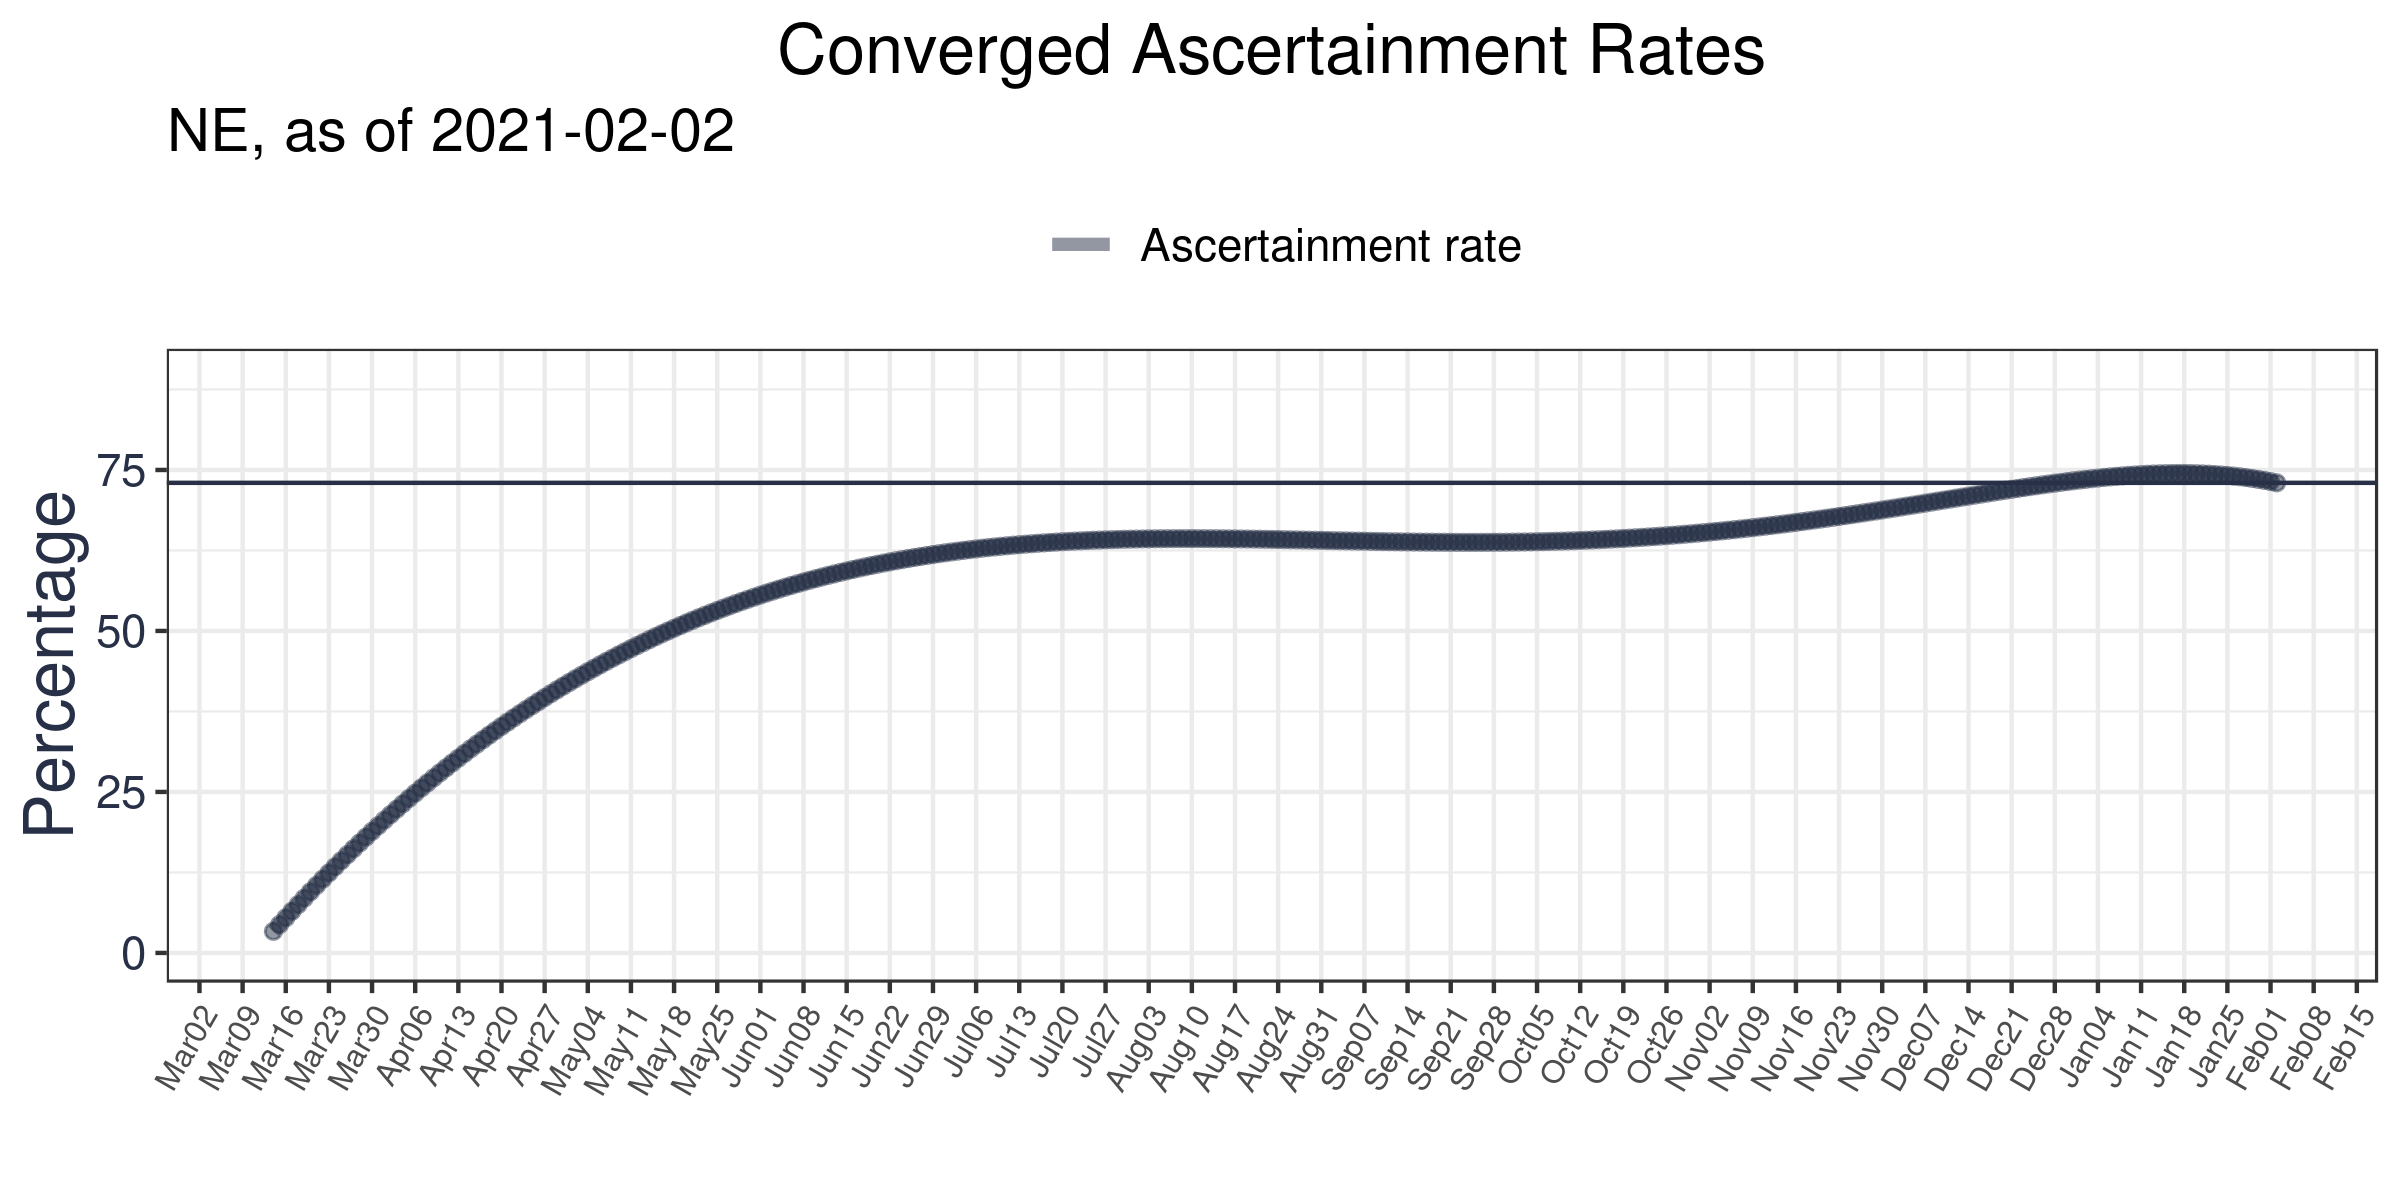 Converged Ascertainment Rates
NE, as of 2021-02-02
Ascertainment rate
Percentage
75
50
25
0
Mar02
Mar09
Mar16
Mar23
Mar30
Apr06
Apr13
Apr20
Apr27
May04
May11
May18
May25
Jun01
Jun08
Jun15
Jun22
Jun29
Jul06
Jul13
Jul20
Jul27
Aug03
Aug10
Aug17
Aug24
Aug31
Sep07
Sep14
Sep21
Sep28
Oct05
Oct12
Oct19
Oct26
Nov02
Nov09
Nov16
Nov23
Nov30
Dec07
Dec14
Dec21
Dec28
Jan04
Jan11
Jan18
Jan25
Feb01
Feb08
Feb15